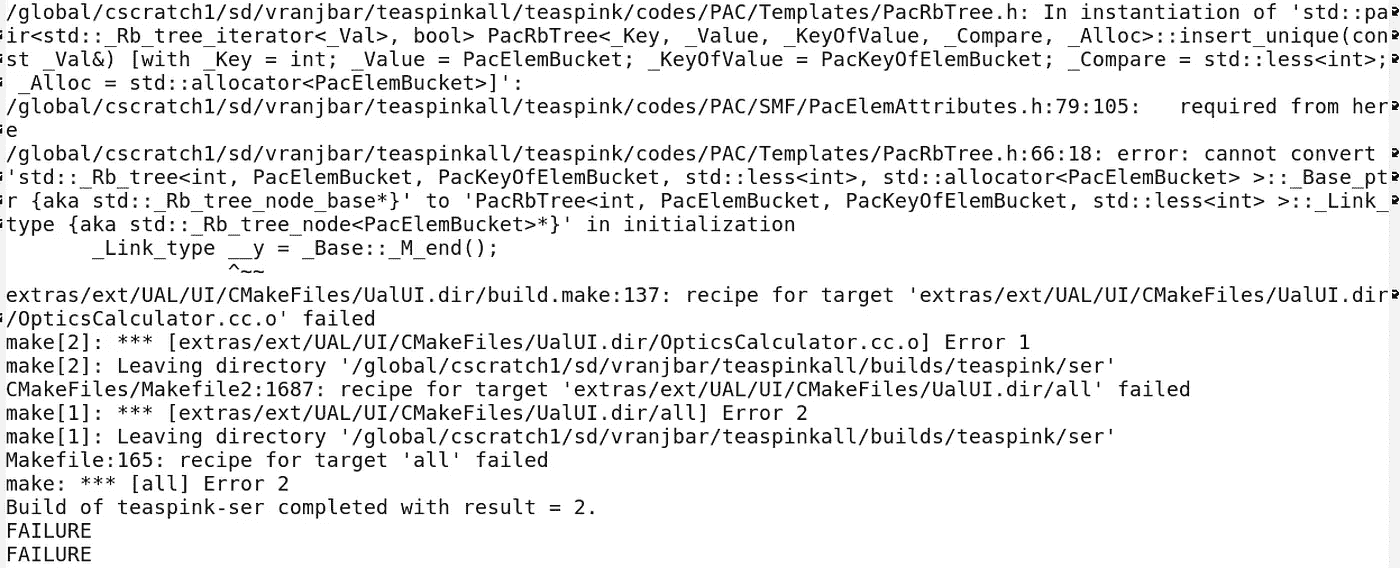 /global/cscratch1/sd/vranjbar/teaspinkall/teaspink/codes/PAC/Templates/PacRbTree.h: In instantiation of 'std::pa
ir<std::_Rb_tree_iterator<_Val>, bool> PacRbTree<_Key, _Value, _KeyOfValue, _Compare, _Alloc>::insert_unique(con
st _Val&) [with _Key = int; _Value = PacElemBucket; _KeyOfValue = PacKeyOfElemBucket; _Compare = std::less<int>;
 _Alloc = std::allocator<PacElemBucket>]':
/global/cscratch1/sd/vranjbar/teaspinkall/teaspink/codes/PAC/SMF/PacElemAttributes.h:79:105:   required from her
e
/global/cscratch1/sd/vranjbar/teaspinkall/teaspink/codes/PAC/Templates/PacRbTree.h:66:18: error: cannot convert
'std::_Rb_tree<int, PacElemBucket, PacKeyOfElemBucket, std::less<int>, std::allocator<PacElemBucket> >::_Base_pt
r {aka std::_Rb_tree_node_base*}' to 'PacRbTree<int, PacElemBucket, PacKeyOfElemBucket, std::less<int> >::_Link_
type {aka std::_Rb_tree_node<PacElemBucket>*}' in initialization
       _Link_type __y = _Base::_M_end();
                  ^~~
extras/ext/UAL/UI/CMakeFiles/UalUI.dir/build.make:137: recipe for target 'extras/ext/UAL/UI/CMakeFiles/UalUI.dir
/OpticsCalculator.cc.o' failed
make[2]: *** [extras/ext/UAL/UI/CMakeFiles/UalUI.dir/OpticsCalculator.cc.o] Error 1
make[2]: Leaving directory '/global/cscratch1/sd/vranjbar/teaspinkall/builds/teaspink/ser'
CMakeFiles/Makefile2:1687: recipe for target 'extras/ext/UAL/UI/CMakeFiles/UalUI.dir/all' failed
make[1]: *** [extras/ext/UAL/UI/CMakeFiles/UalUI.dir/all] Error 2
make[1]: Leaving directory '/global/cscratch1/sd/vranjbar/teaspinkall/builds/teaspink/ser'
Makefile:165: recipe for target 'all' failed
make: *** [all] Error 2
Build of teaspink-ser completed with result = 2.
FAILURE
FAILURE